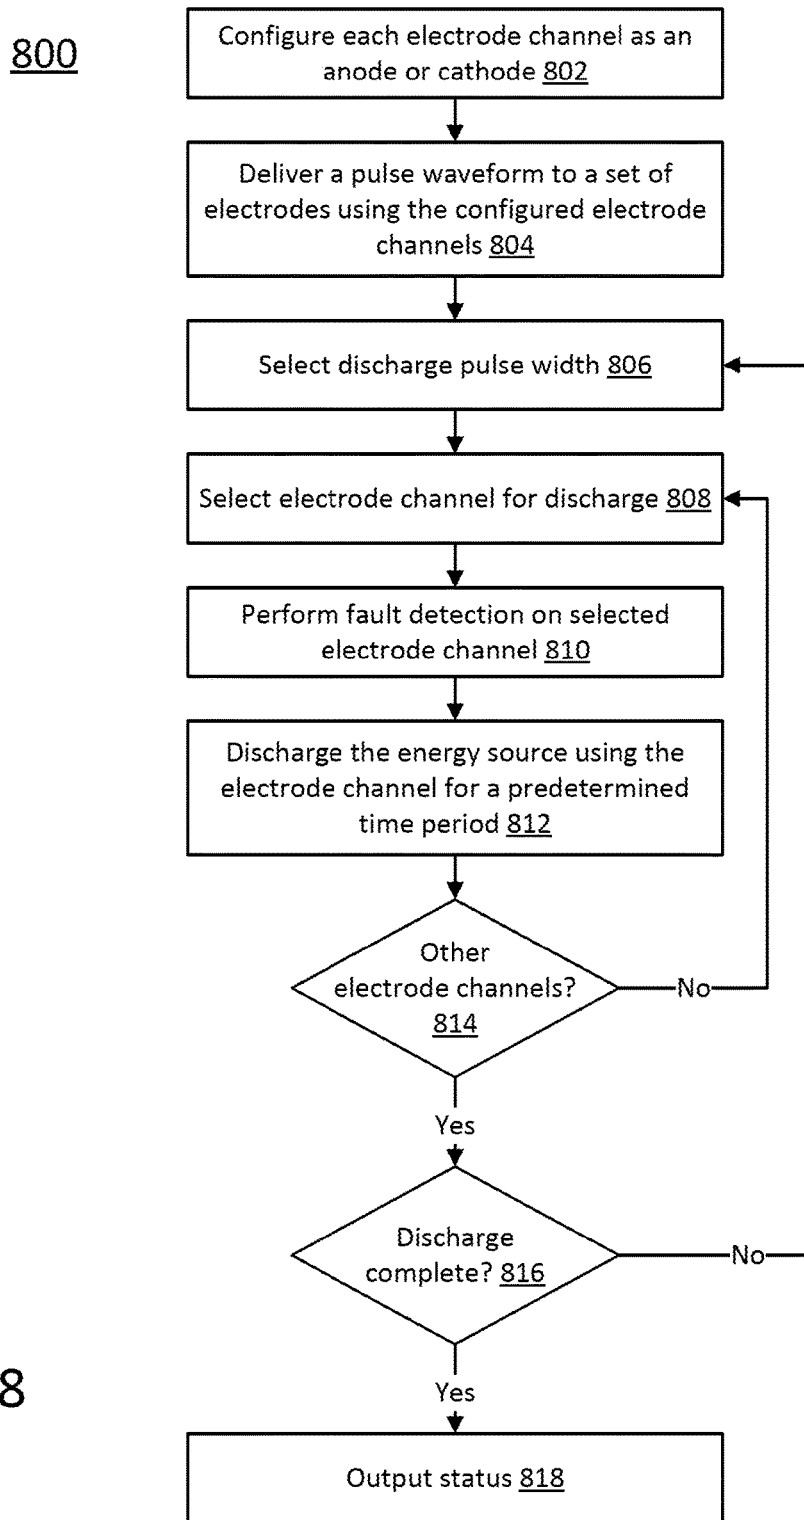 800
Configure each electrode channel as an
anode or cathode 802
Deliver a pulse waveform to a set of
electrodes using the configured electrode
channels 804
Select discharge pulse width 806
Select electrode channel for discharge 808
Perform fault detection on selected
electrode channel 810
Discharge the energy source using the
electrode channel for a predetermined
time period 812
Other
electrode channels?
814
No
Yes
Discharge
complete? 816
No
Yes
8
Output status 818